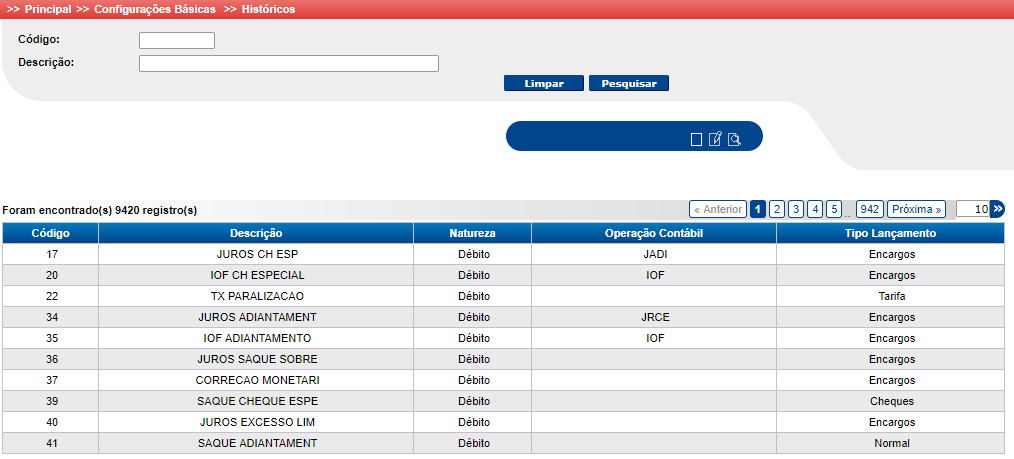 >> Principal >> Configurações Básicas >> Históricos
Código:
Descrição:
Limpar Pesquisar
Foram encontrado(s) 9420 registro(s) « Anterior 1 2 3 4 5 .. 942 Próxima » 10 »
Código Descrição Natureza Operação Contábil Tipo Lançamento
17 JUROS CH ESP Débito JADI Encargos
20 IOF CH ESPECIAL Débito IOF Encargos
22 TX PARALIZACAO Débito Tarifa
34 JUROS ADIANTAMENT Débito JRCE Encargos
35 IOF ADIANTAMENTO Débito IOF Encargos
36 JUROS SAQUE SOBRE Débito Encargos
37 CORRECAO MONETARI Débito Encargos
39 SAQUE CHEQUE ESPE Débito Cheques
40 JUROS EXCESSO LIM Débito Encargos
41 SAQUE ADIANTAMENT Débito Normal